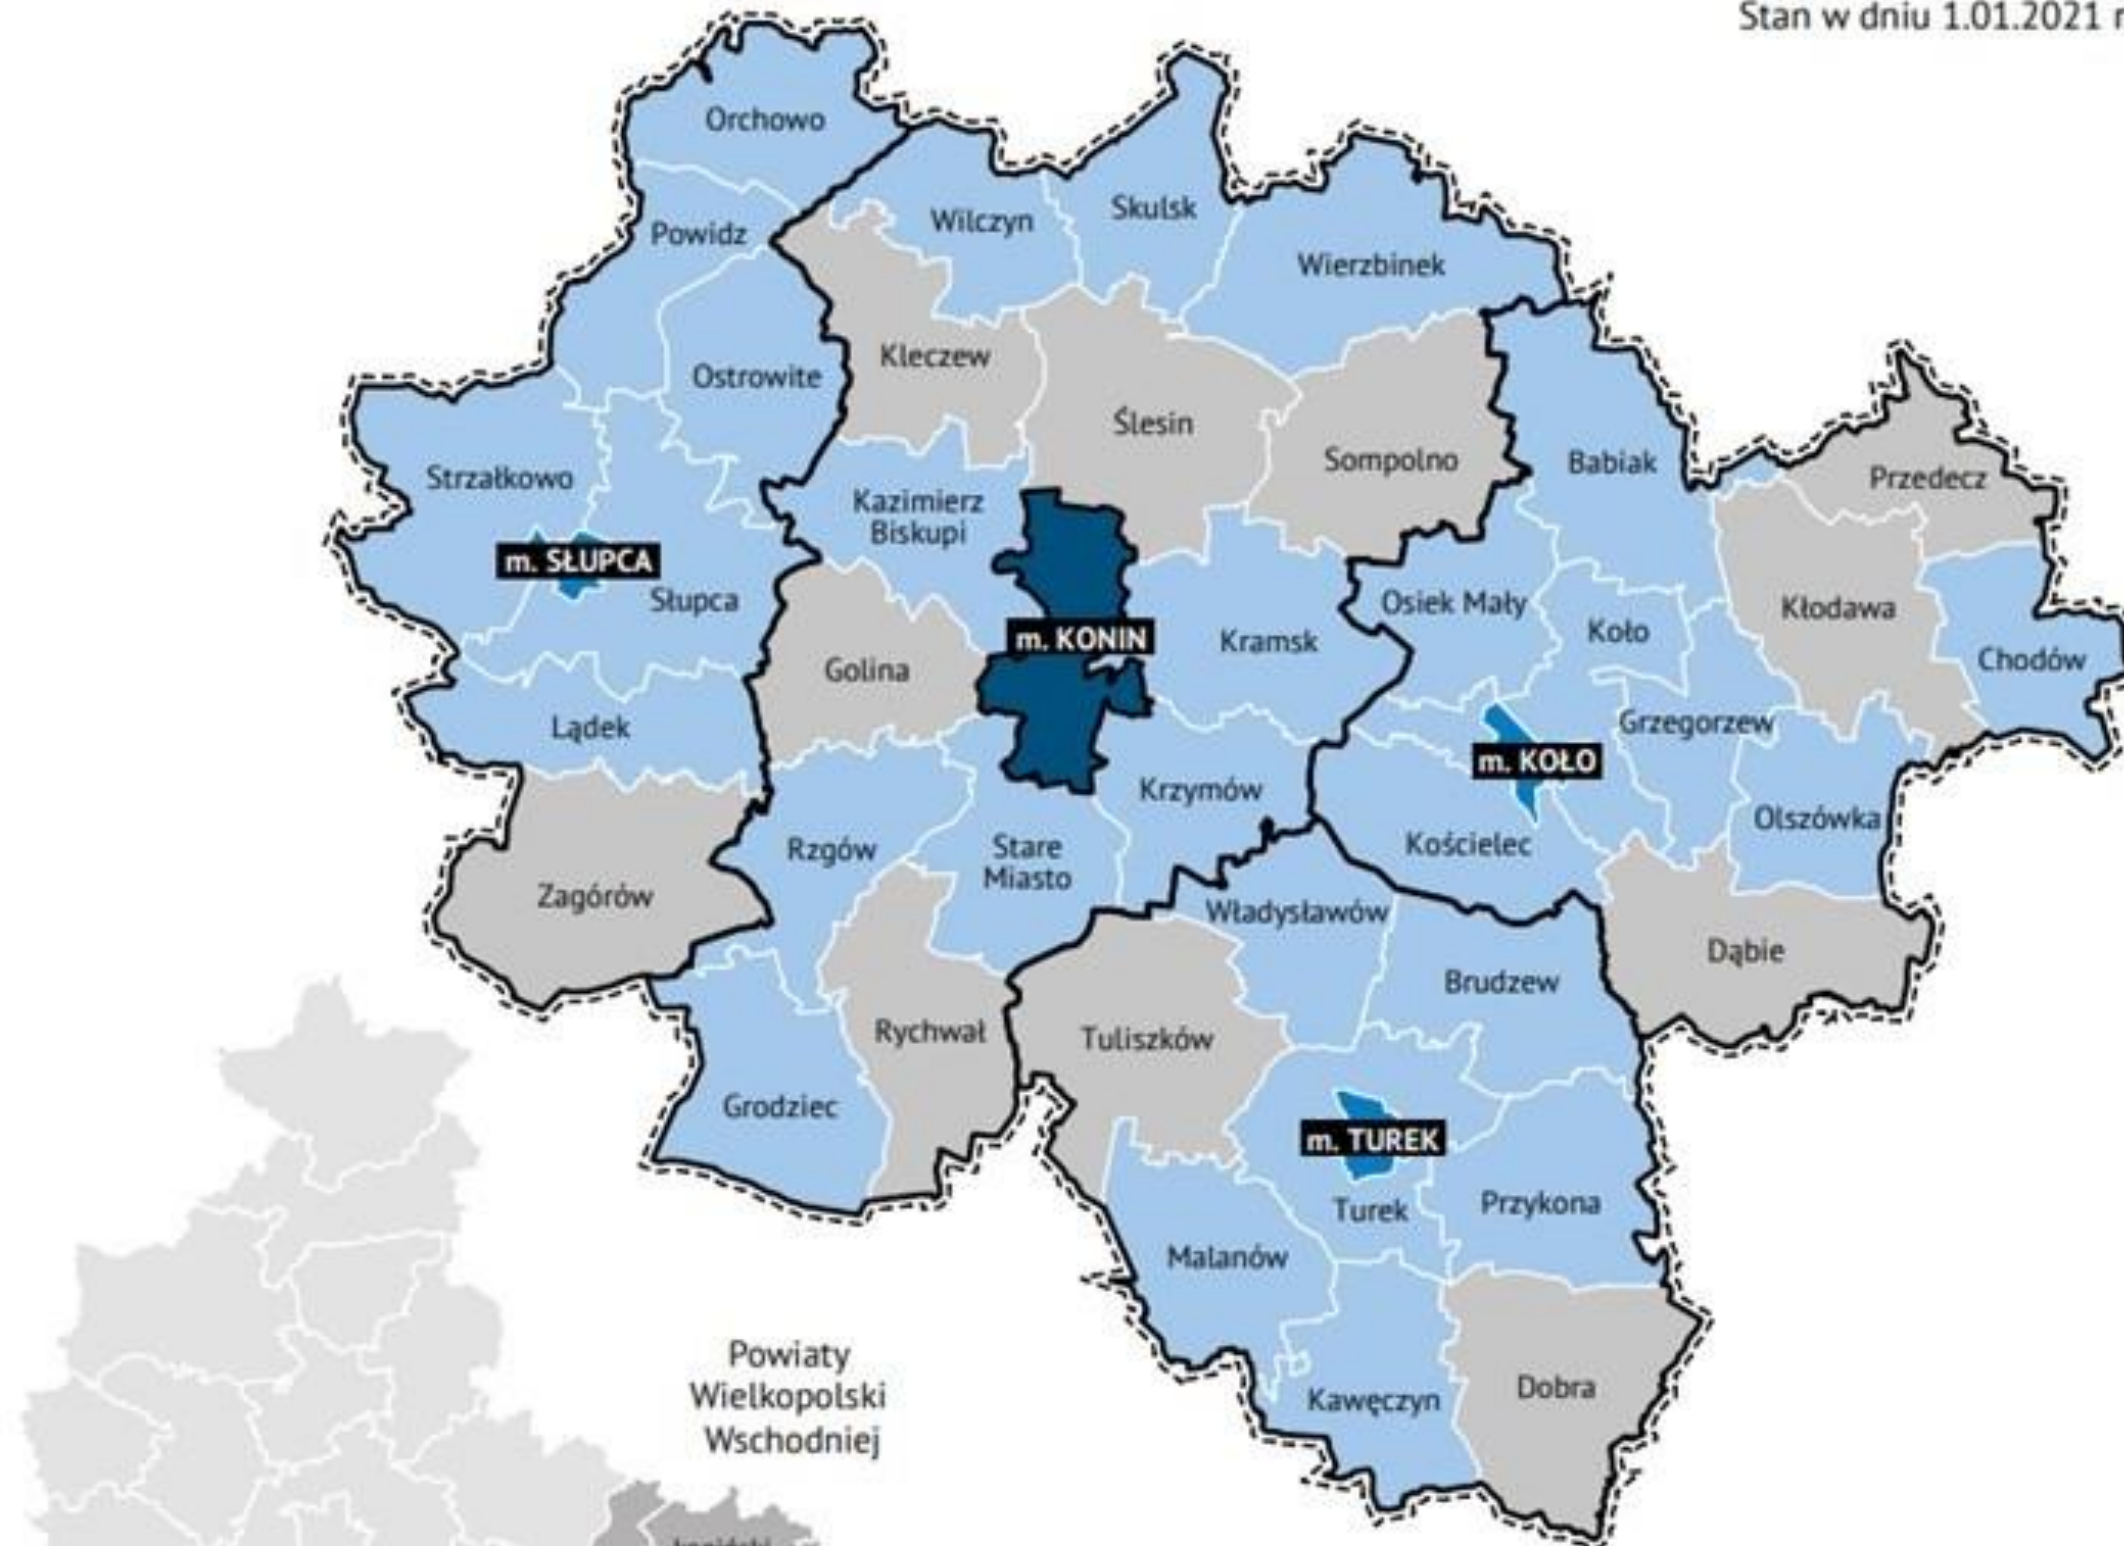 Stan w dniu 1.01.2021 r
Orchowo
Powidz
Wilczyn
Skulsk
Wierzbinek
Kleczew
Ostrowite
Ślesin
Sompolno
Babiak
Przedecz
Strzałkowo
Kazimierz
Biskupi
m. SŁUPCA
Słupca
Osiek Mały
Koło
Kłodawa
Chodów
m. KONIN
Kramsk
Golina
Lądek
Grzegorzew
m. KOŁO
Krzymów
Olszówka
Kościelec
Rzgów
Stare
Miasto
Zagórów
Władysławów
Dąbie
Brudzew
Rychwał
Tuliszków
Grodziec
m. TUREK
Turek
Przykona
Malanów
Kawęczyn
Dobra
Powiaty
Wielkopolski
Wschodniej